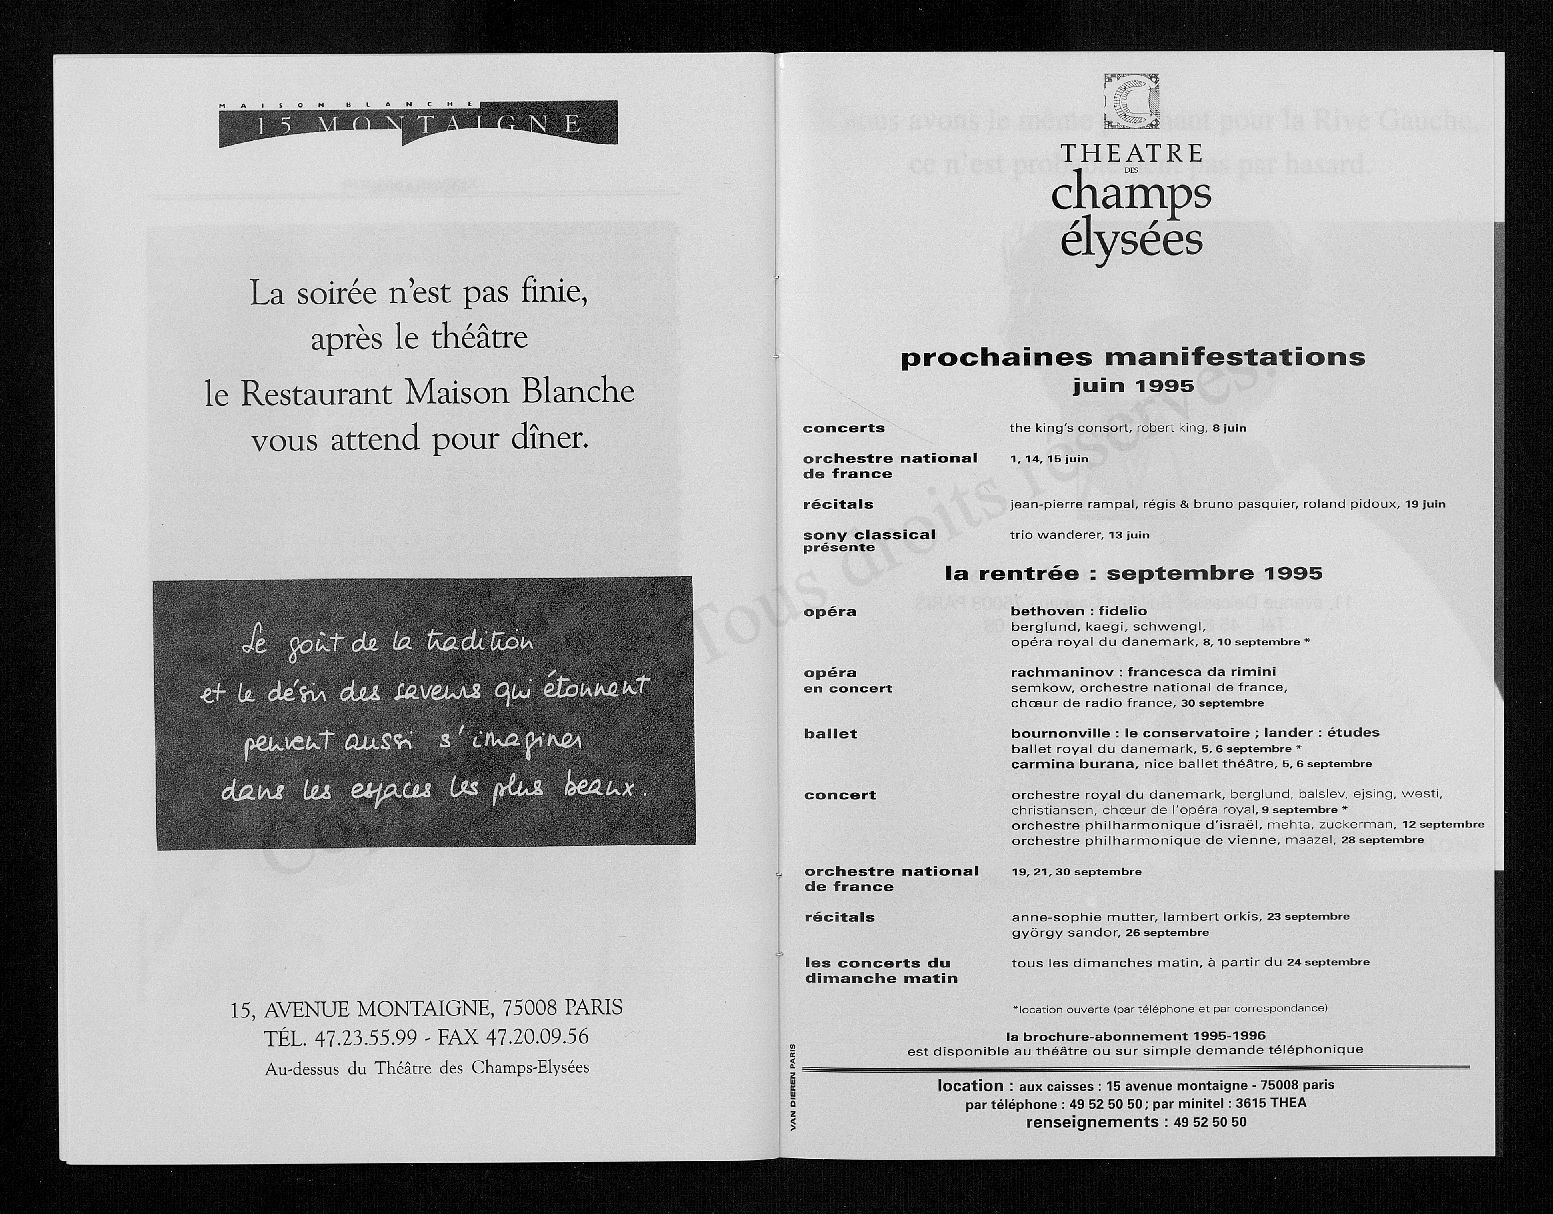 MAISON BLANCHE
15 MONTAIGNE
La soirée n'est pas finie,
après le théâtre
le Restaurant Maison Blanche
vous attend pour dîner.
Le goût de la tradition
et le désir des saveurs qui étonnent
peuvent aussi s'imaginer
dans les espaces les plus beaux.
15, AVENUE MONTAIGNE, 75008 PARIS
TÉL. 47.23.55.99 - FAX 47.20.09.56
Au-dessus du Théâtre des Champs-Elysées
THEATRE
DES
champs
élysées
prochaines manifestations
juin 1995
concerts the king's consort, robert king, 8 juin
orchestre national 1, 14, 15 juin
de france
récitals jean-pierre rampal, régis & bruno pasquier, roland pidoux, 19 juin
sony classical trio wanderer, 13 juin
présente
la rentrée : septembre 1995
opéra bethoven : fidelio
berglund, kaegi, schwengl,
opéra royal du danemark, 8, 10 septembre *
opéra rachmaninov : francesca da rimini
en concert semkow, orchestre national de france,
chœur de radio france, 30 septembre
ballet bournonville : le conservatoire ; lander : études
ballet royal du danemark, 5, 6 septembre *
carmina burana, nice ballet théâtre, 5, 6 septembre
concert orchestre royal du danemark, berglund, balslev, ejsing, westi,
christiansen, chœur de l'opéra royal, 9 septembre *
orchestre philharmonique d'israël, mehta, zuckerman, 12 septembre
orchestre philharmonique de vienne, maazel, 28 septembre
orchestre national 19, 21, 30 septembre
de france
récitals anne-sophie mutter, lambert orkis, 23 septembre
györgy sandor, 26 septembre
les concerts du tous les dimanches matin, à partir du 24 septembre
dimanche matin
*location ouverte (par téléphone et par correspondance)
la brochure-abonnement 1995-1996
est disponible au théâtre ou sur simple demande téléphonique
location : aux caisses : 15 avenue montaigne - 75008 paris
par téléphone : 49 52 50 50 ; par minitel : 3615 THEA
renseignements : 49 52 50 50
VAN DIEREN PARIS
Tous droits réservés.